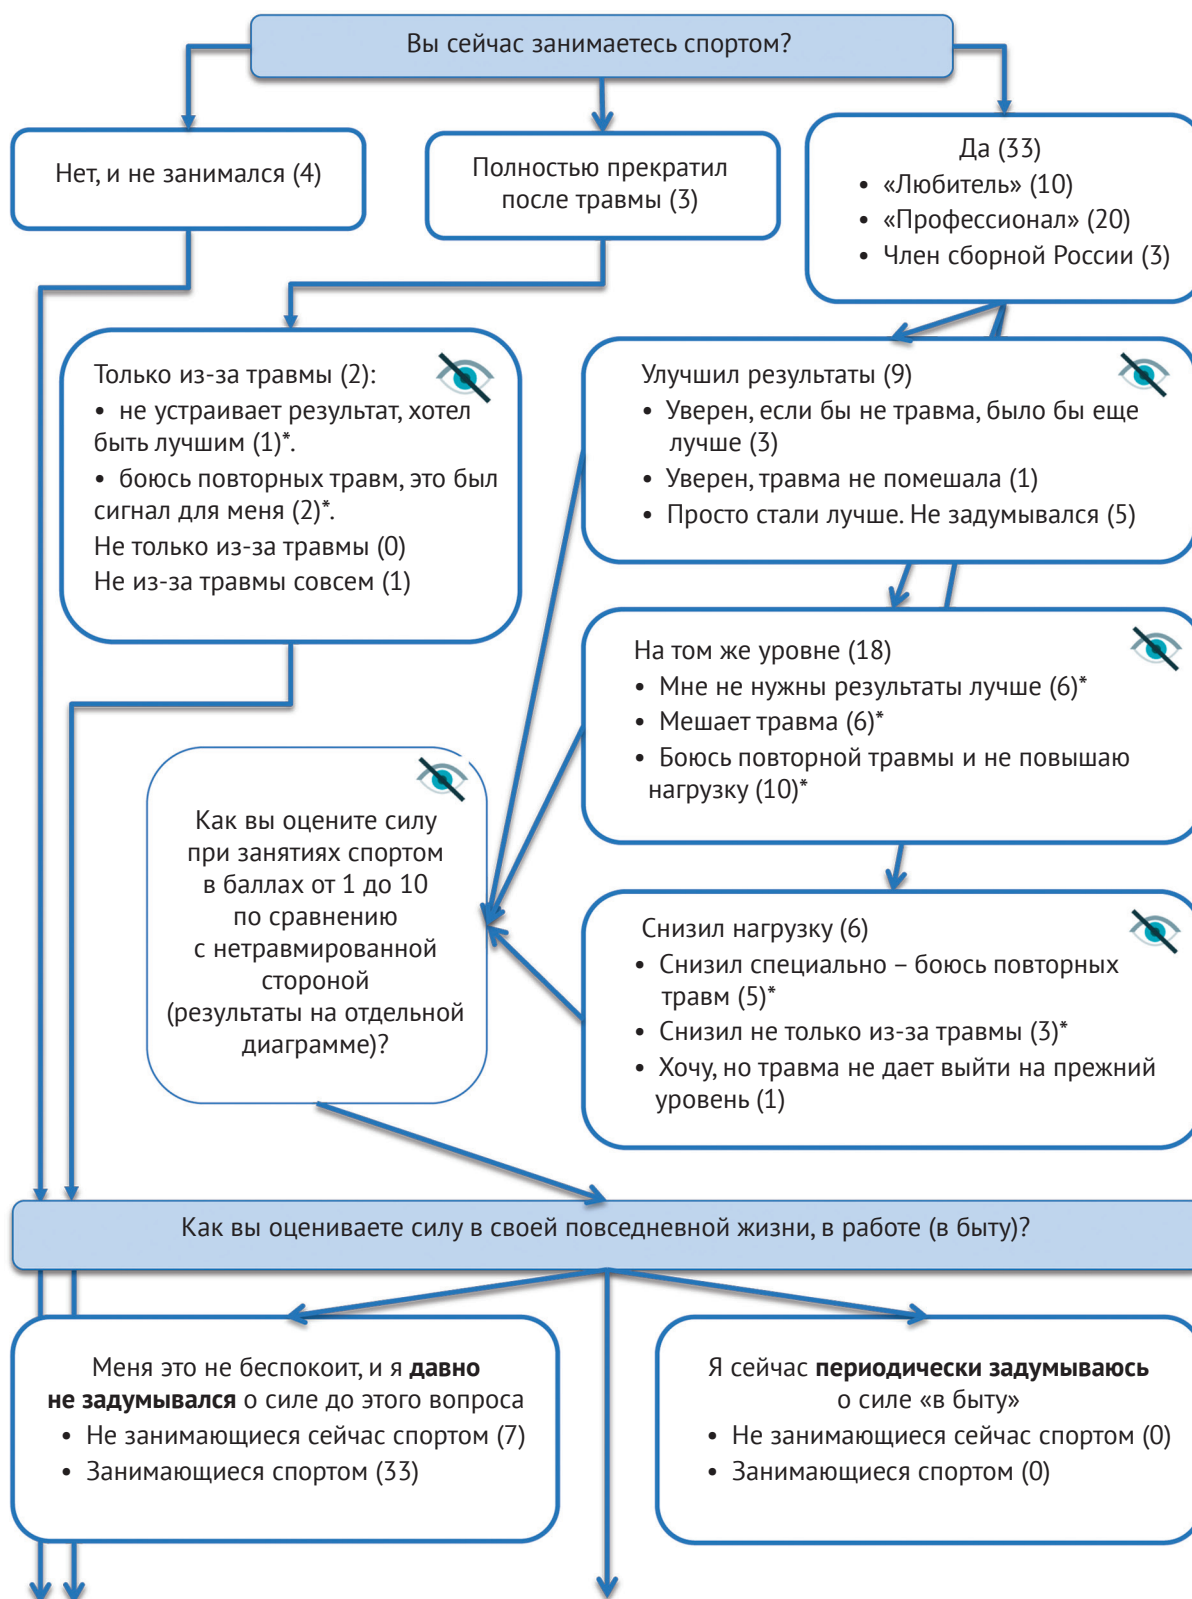 Вы сейчас занимаетесь спортом?
Нет, и не занимался (4)
Полностью прекратил
после травмы (3)
Да (33)
• «Любитель» (10)
• «Профессионал» (20)
• Член сборной России (3)
Только из-за травмы (2):
• не устраивает результат, хотел
быть лучшим (1)*.
• боюсь повторных травм, это был
сигнал для меня (2)*.
Не только из-за травмы (0)
Не из-за травмы совсем (1)
Улучшил результаты (9)
• Уверен, если бы не травма, было бы еще
лучше (3)
• Уверен, травма не помешала (1)
• Просто стали лучше. Не задумывался (5)
На том же уровне (18)
• Мне не нужны результаты лучше (6)*
• Мешает травма (6)*
• Боюсь повторной травмы и не повышаю
нагрузку (10)*
Как вы оцените силу
при занятиях спортом
в баллах от 1 до 10
по сравнению
с нетравмированной
стороной
(результаты на отдельной
диаграмме)?
Снизил нагрузку (6)
• Снизил специально – боюсь повторных
травм (5)*
• Снизил не только из-за травмы (3)*
• Хочу, но травма не дает выйти на прежний
уровень (1)
Как вы оцениваете силу в своей повседневной жизни, в работе (в быту)?
Меня это не беспокоит, и я давно
не задумывался о силе до этого вопроса
• Не занимающиеся сейчас спортом (7)
• Занимающиеся спортом (33)
Я сейчас периодически задумываюсь
о силе «в быту»
• Не занимающиеся сейчас спортом (0)
• Занимающиеся спортом (0)